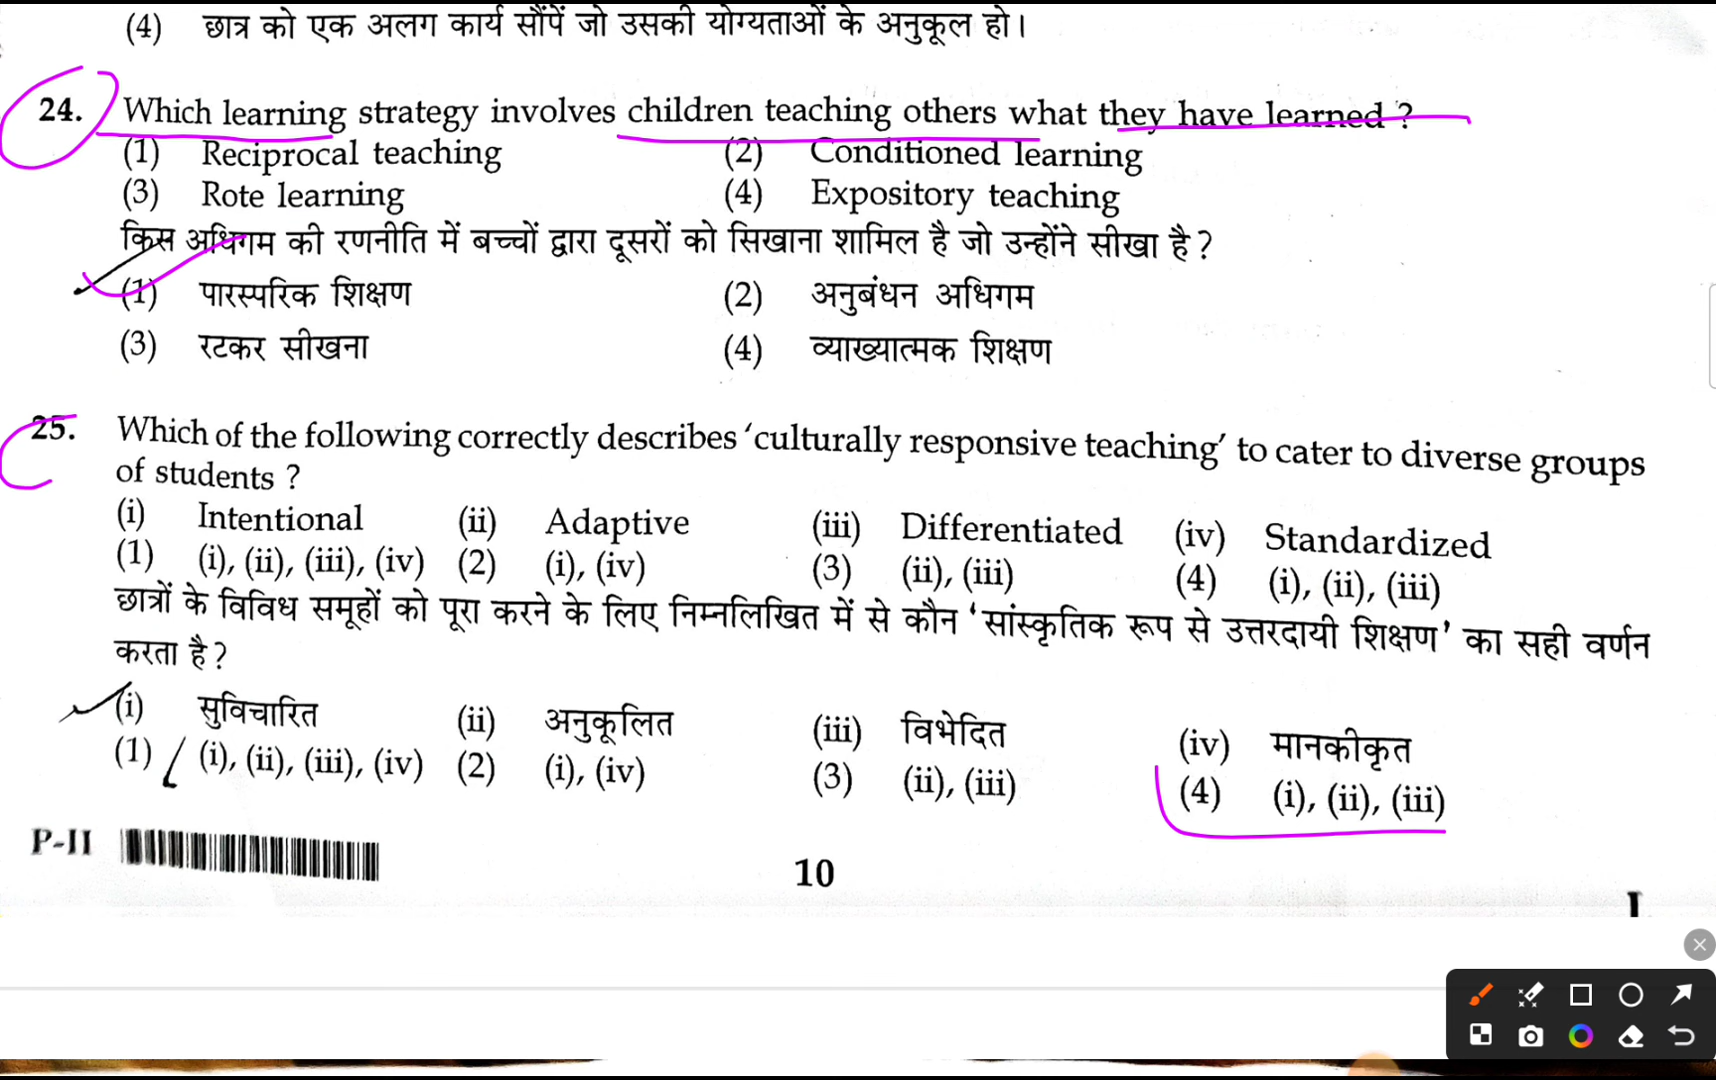 (4) छात्र को एक अलग कार्य सौंपें जो उसकी योग्यताओं के अनुकूल हो।
24. Which learning strategy involves children teaching others what they have learned ?
(1) Reciprocal teaching (2) Conditioned learning
(3) Rote learning (4) Expository teaching
किस अधिगम की रणनीति में बच्चों द्वारा दूसरों को सिखाना शामिल है जो उन्होंने सीखा है ?
(1) पारस्परिक शिक्षण (2) अनुबंधन अधिगम
(3) रटकर सीखना (4) व्याख्यात्मक शिक्षण
25. Which of the following correctly describes ‘culturally responsive teaching’ to cater to diverse groups
of students ?
(i) Intentional (ii) Adaptive (iii) Differentiated (iv) Standardized
(1) (i), (ii), (iii), (iv) (2) (i), (iv) (3) (ii), (iii) (4) (i), (ii), (iii)
छात्रों के विविध समूहों को पूरा करने के लिए निम्नलिखित में से कौन ‘सांस्कृतिक रूप से उत्तरदायी शिक्षण’ का सही वर्णन
करता है ?
(i) सुविचारित (ii) अनुकूलित (iii) विभेदित (iv) मानकीकृत
(1) (i), (ii), (iii), (iv) (2) (i), (iv) (3) (ii), (iii) (4) (i), (ii), (iii)
P-II 10 I